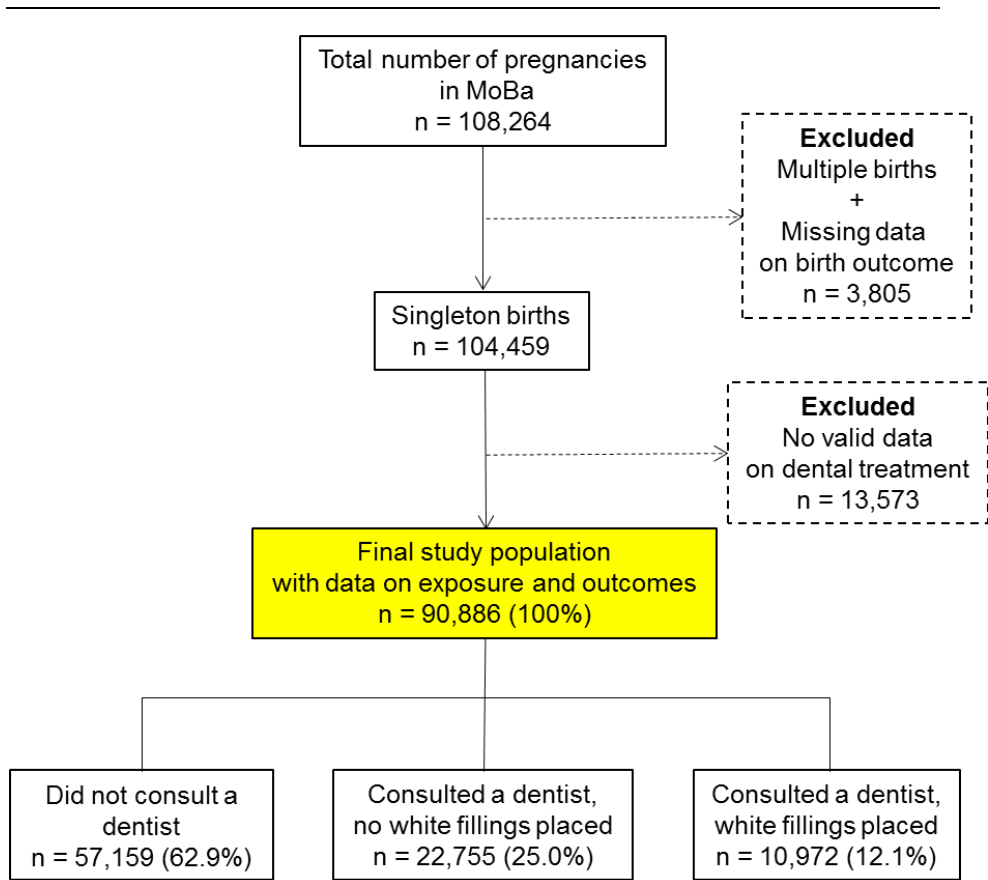 Total number of pregnancies
in MoBa
n = 108,264
Excluded
Multiple births
+
Missing data
on birth outcome
n = 3,805
Singleton births
n = 104,459
Excluded
No valid data
on dental treatment
n = 13,573
Final study population
with data on exposure and outcomes
n = 90,886 (100%)
Did not consult a
dentist
n = 57,159 (62.9%)
Consulted a dentist,
no white fillings placed
n = 22,755 (25.0%)
Consulted a dentist,
white fillings placed
n = 10,972 (12.1%)